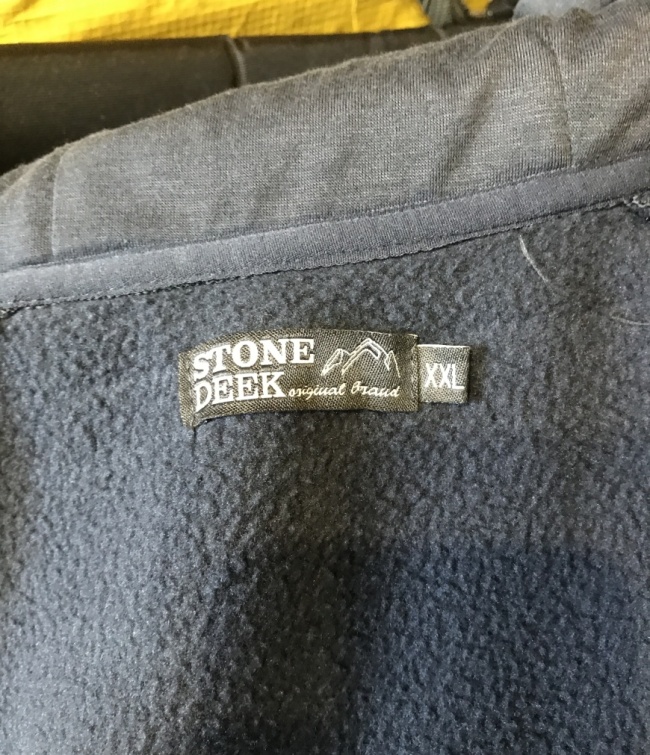 STONE
DEEK original brand
XXL